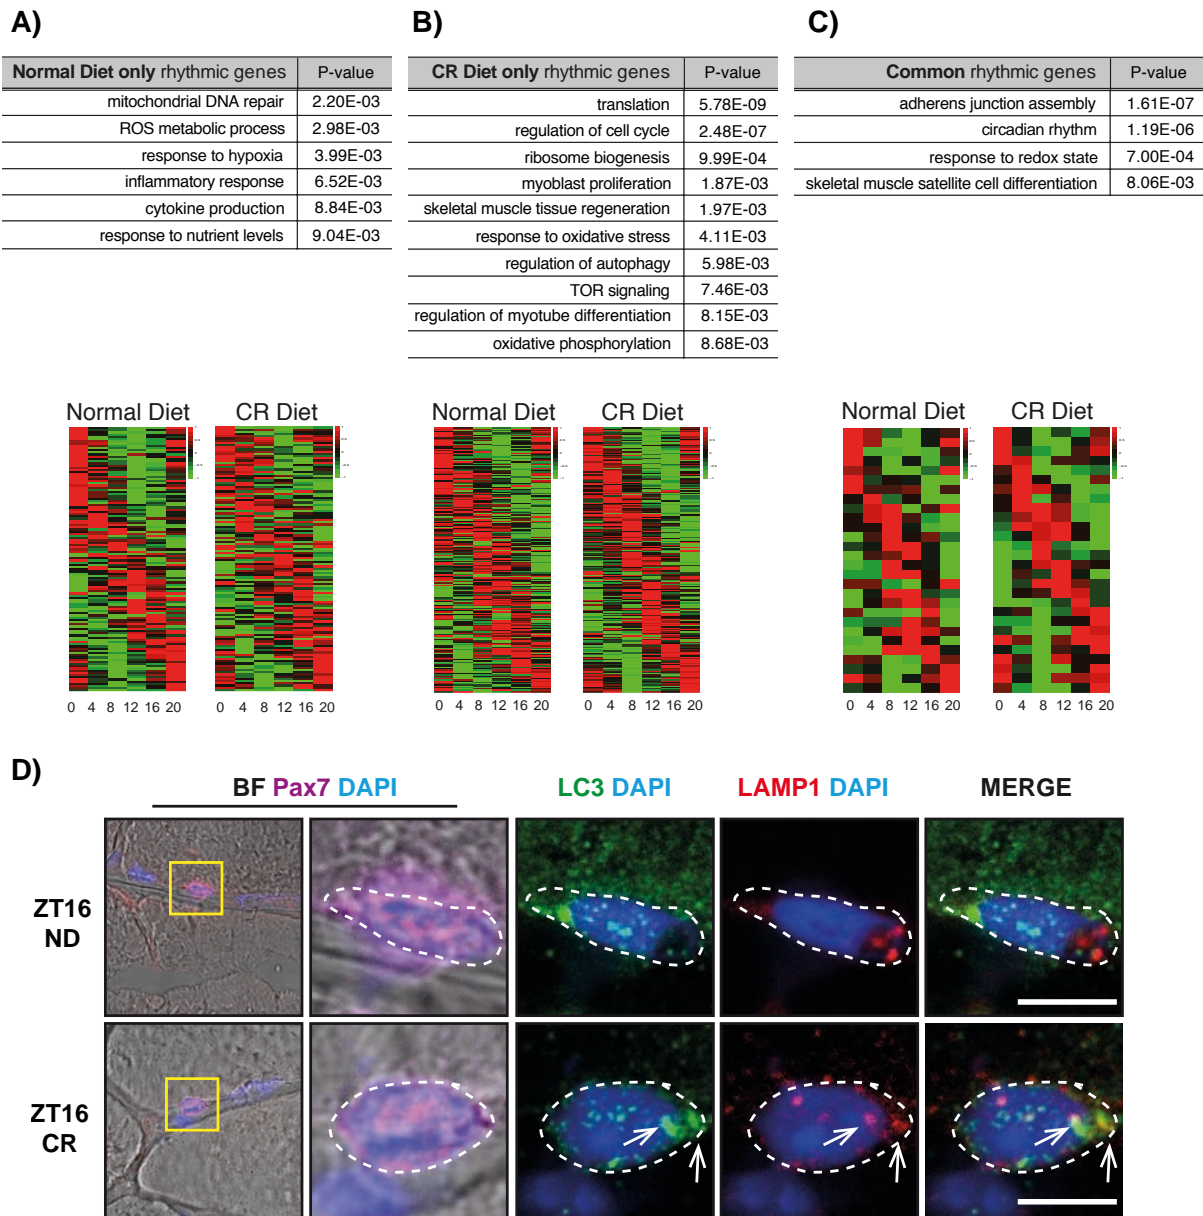 A)
Normal Diet only rhythmic genes P-value
mitochondrial DNA repair 2.20E-03
ROS metabolic process 2.98E-03
response to hypoxia 3.99E-03
inflammatory response 6.52E-03
cytokine production 8.84E-03
response to nutrient levels 9.04E-03
B)
CR Diet only rhythmic genes P-value
translation 5.78E-09
regulation of cell cycle 2.48E-07
ribosome biogenesis 9.99E-04
myoblast proliferation 1.87E-03
skeletal muscle tissue regeneration 1.97E-03
response to oxidative stress 4.11E-03
regulation of autophagy 5.98E-03
TOR signaling 7.46E-03
regulation of myotube differentiation 8.15E-03
oxidative phosphorylation 8.68E-03
C)
Common rhythmic genes P-value
adherens junction assembly 1.61E-07
circadian rhythm 1.19E-06
response to redox state 7.00E-04
skeletal muscle satellite cell differentiation 8.06E-03
Normal Diet CR Diet
0 4 8 12 16 20 0 4 8 12 16 20
Normal Diet CR Diet
0 4 8 12 16 20 0 4 8 12 16 20
Normal Diet CR Diet
0 4 8 12 16 20 0 4 8 12 16 20
D)
BF Pax7 DAPI LC3 DAPI LAMP1 DAPI MERGE
ZT16
ND
ZT16
CR